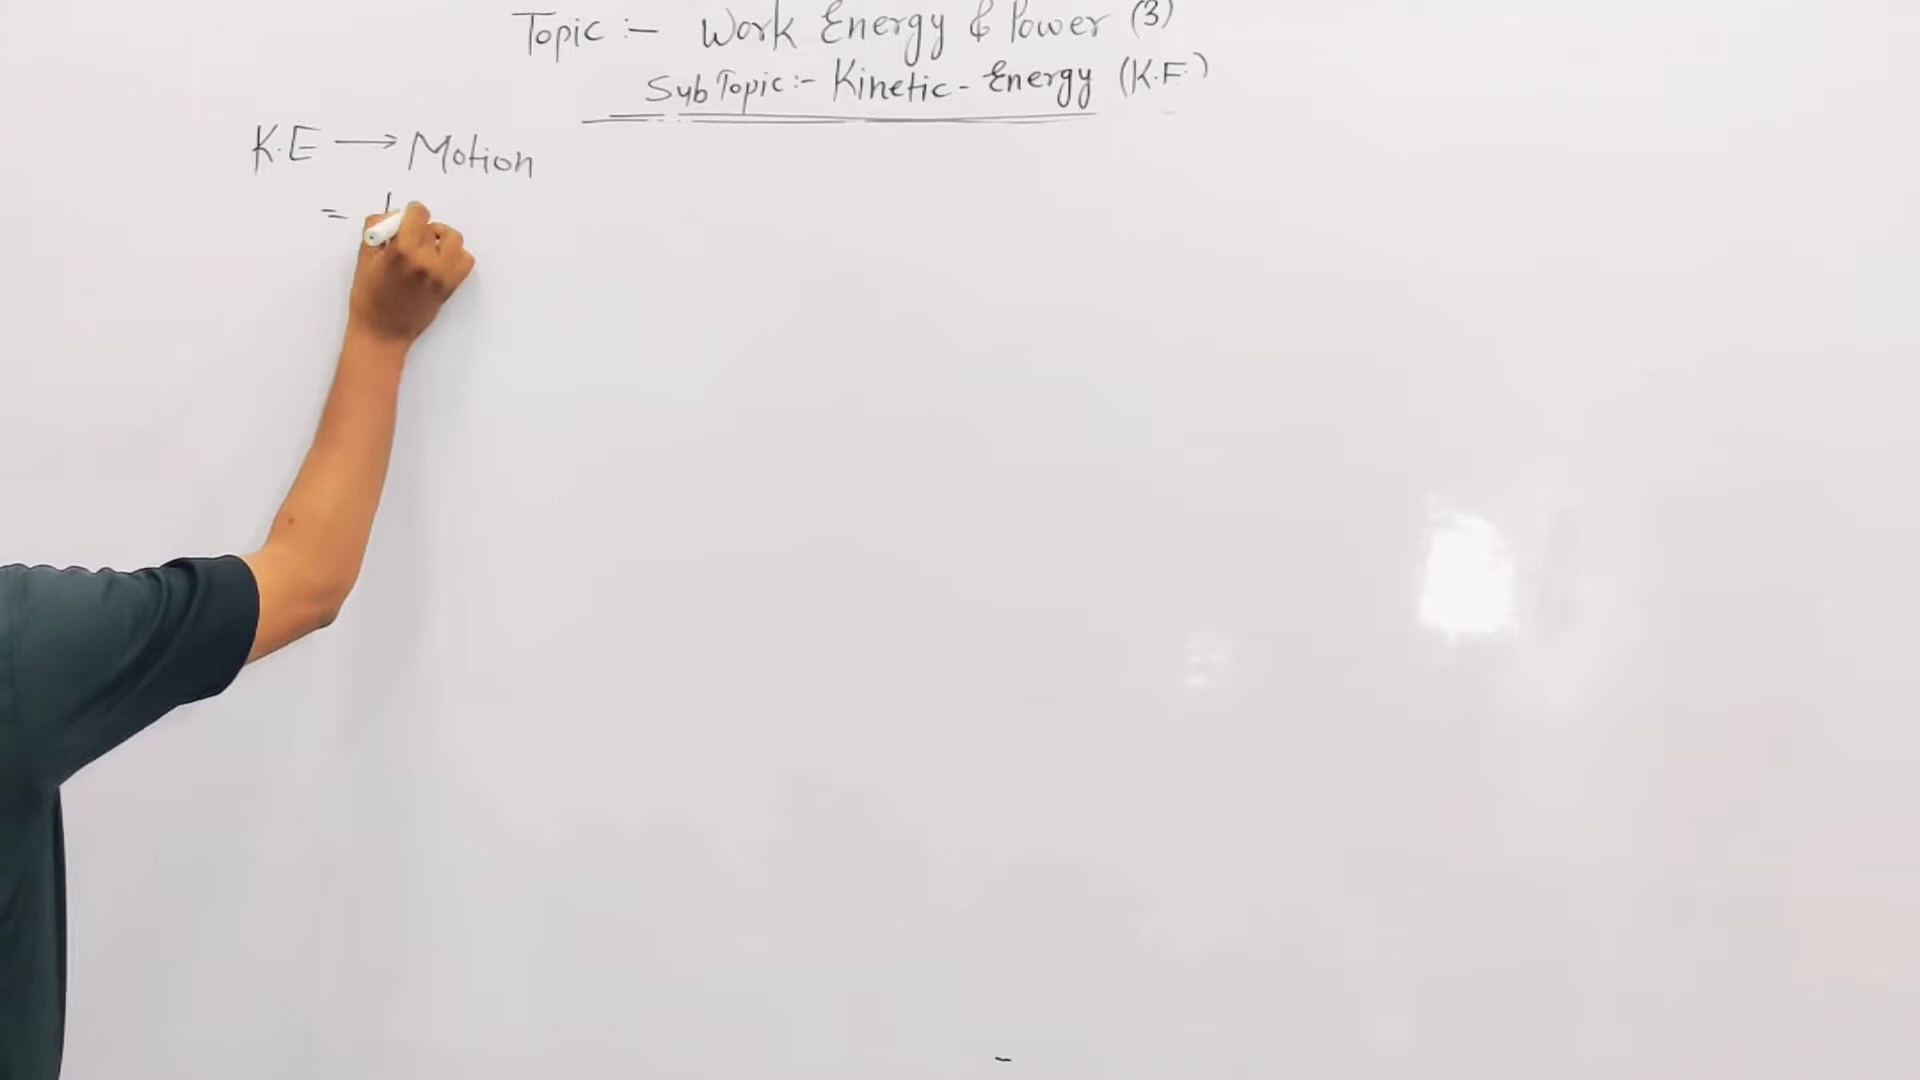 Topic :- Work Energy & Power (3)
Sub Topic :- Kinetic - Energy (K.E.)
K.E → Motion
=